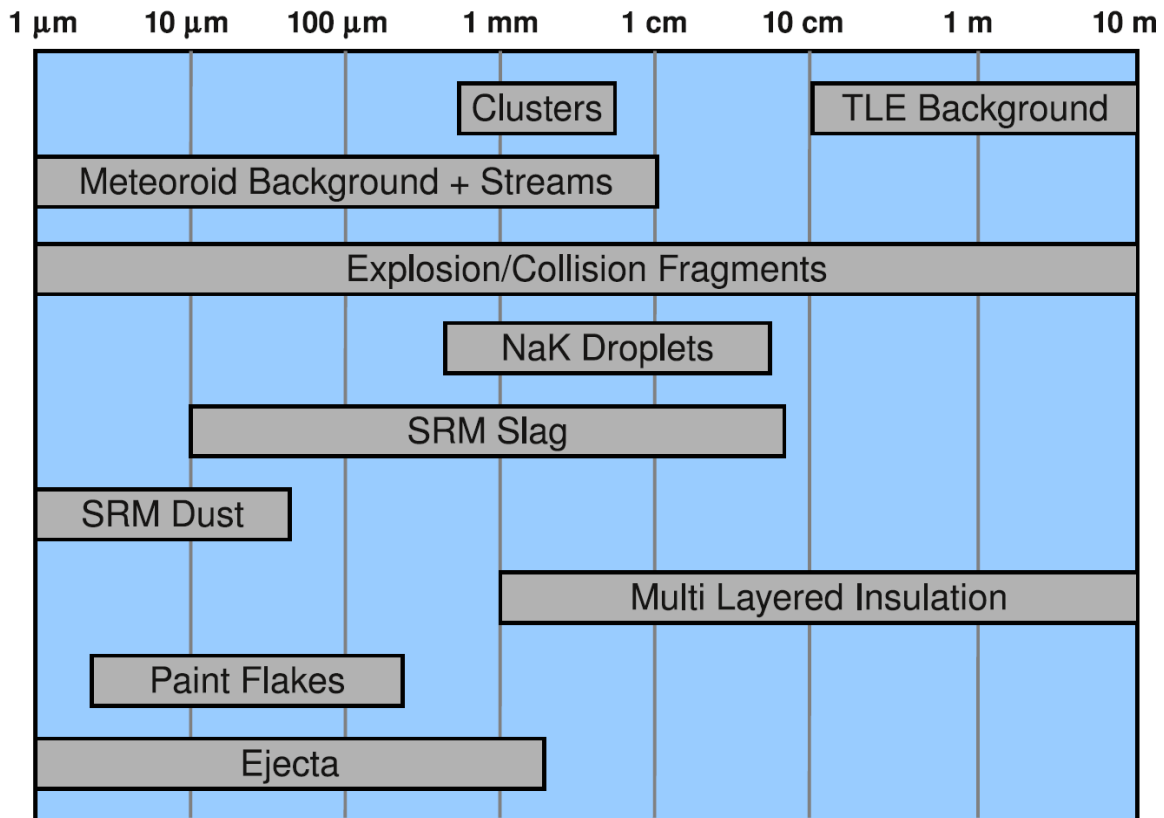 1 μm 10 μm 100 μm 1 mm 1 cm 10 cm 1 m 10 m
Clusters TLE Background
Meteoroid Background + Streams
Explosion/Collision Fragments
NaK Droplets
SRM Slag
SRM Dust
Multi Layered Insulation
Paint Flakes
Ejecta